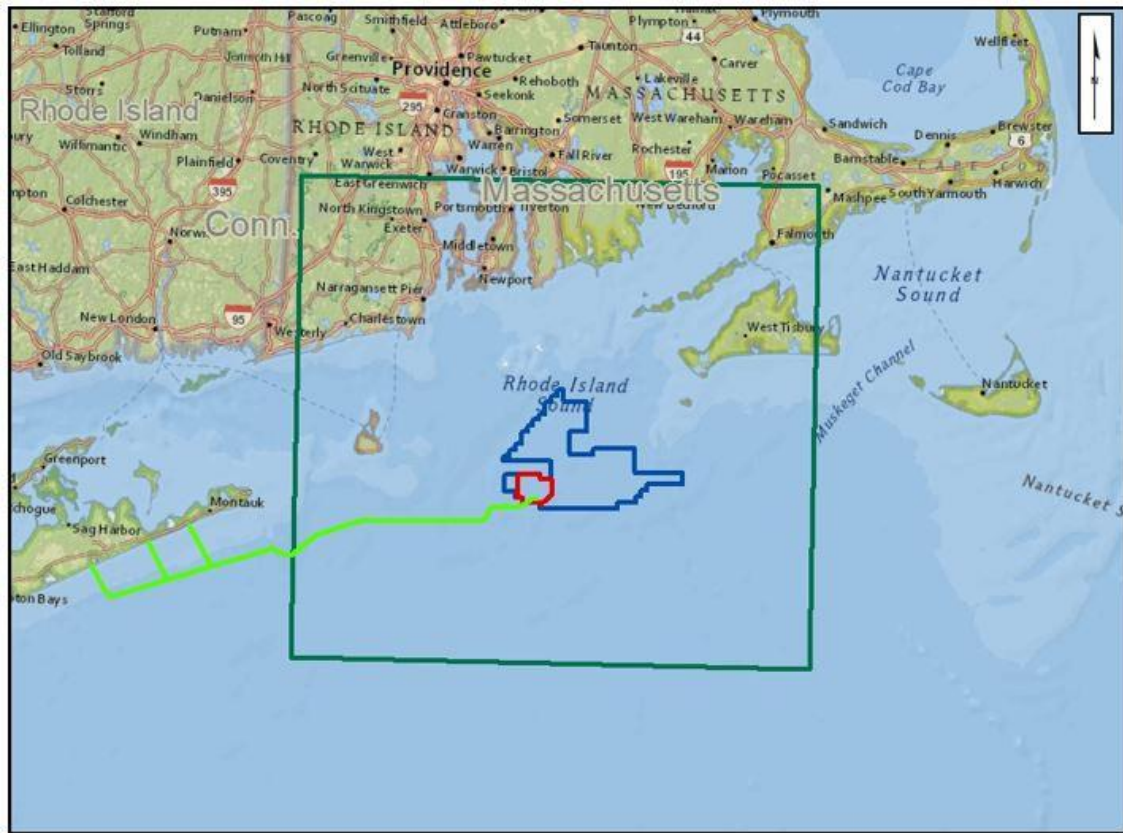 Stafford
Springs
Ellington
Tolland
Storrs
Rhode Island
Willimantic
Windham
Pascoag
Putnam
Danielson
Plainfield
Colchester
East Haddam
Conn.
395
95
New London
Old Saybrook
Westerly
Smithfield
Greenville
Attleboro
Pawtucket
Providence
North Scituate
295
Cranston
RHODE ISLAND
Rehoboth
Seekonk
Barrington
Warren
Coventry
West
Warwick
Warwick
Bristol
East Greenwich
North Kingstown
Exeter
Portsmouth
Tiverton
Middletown
Newport
Narragansett Pier
Charlestown
Taunton
Somerset
Fall River
MASSACHUSETTS
Massachusetts
New Bedford
Plympton
Plymouth
44
Carver
Lakeville
West Wareham
Wareham
Rochester
195
Marion
Pocasset
Falmouth
Sandwich
Barnstable
Mashpee
South Yarmouth
Dennis
Brewster
6
Harwich
CAPE COD
Wellfleet
Cape
Cod Bay
N
Nantucket
Sound
West Tisbury
Muskeget Channel
Nantucket
Nantucket S
Rhode Island
Sound
Greenport
Sag Harbor
Montauk
ton Bays